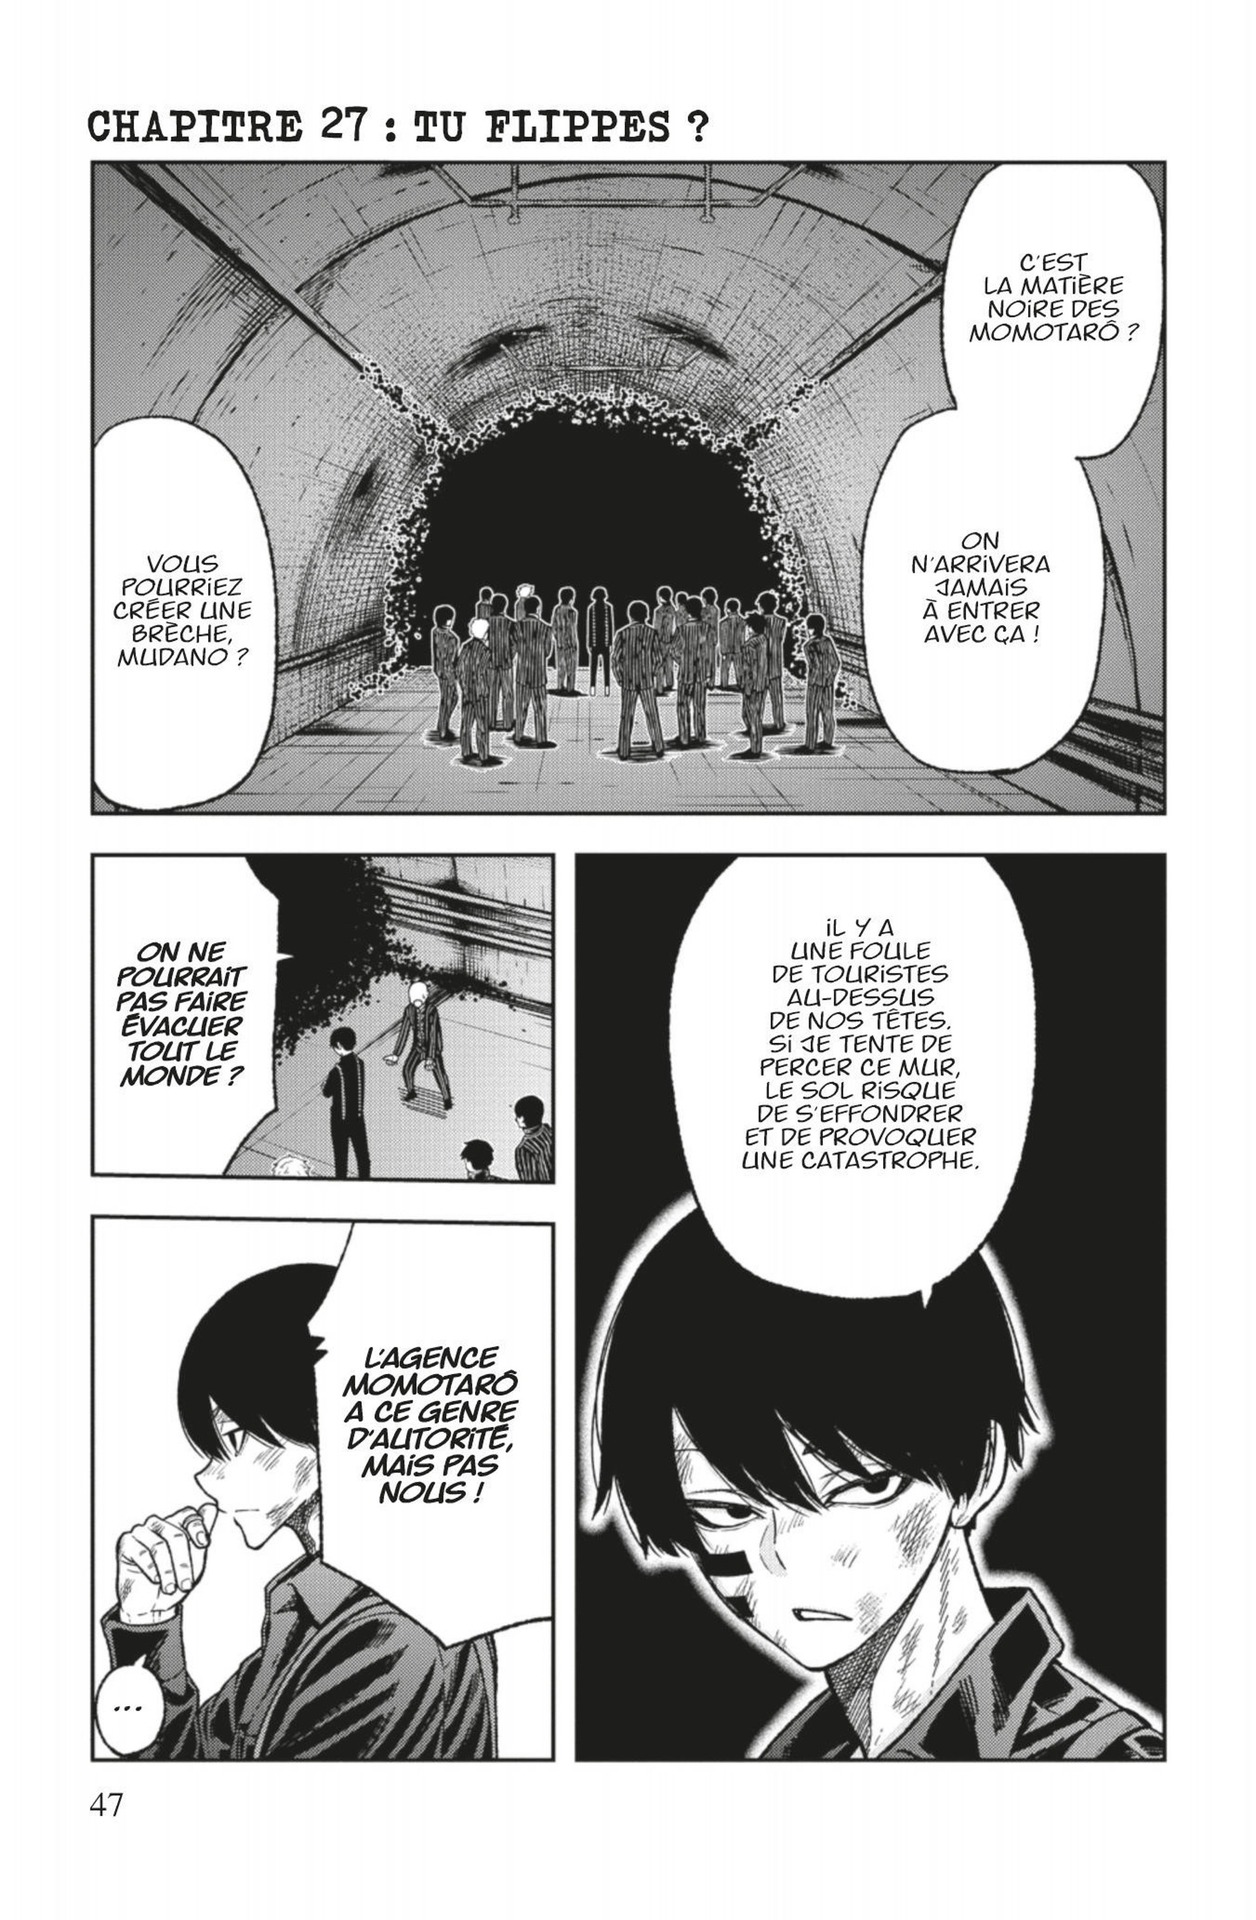 CHAPITRE 27 : TU FLIPPES ?
C'EST
LA MATIÈRE
NOIRE DES
MOMOTARÔ ?
ON
N'ARRIVERA
JAMAIS
À ENTRER
AVEC ÇA !
VOUS
POURRIEZ
CRÉER UNE
BRÈCHE,
MUDANO ?
IL Y A
UNE FOULE
DE TOURISTES
AU-DESSUS
DE NOS TÊTES.
SI JE TENTE DE
PERCER CE MUR,
LE SOL RISQUE
DE S'EFFONDRER
ET DE PROVOQUER
UNE CATASTROPHE.
ON NE
POURRAIT
PAS FAIRE
ÉVACUER
TOUT LE
MONDE ?
L'AGENCE
MOMOTARÔ
A CE GENRE
D'AUTORITÉ,
MAIS PAS
NOUS !
...
47